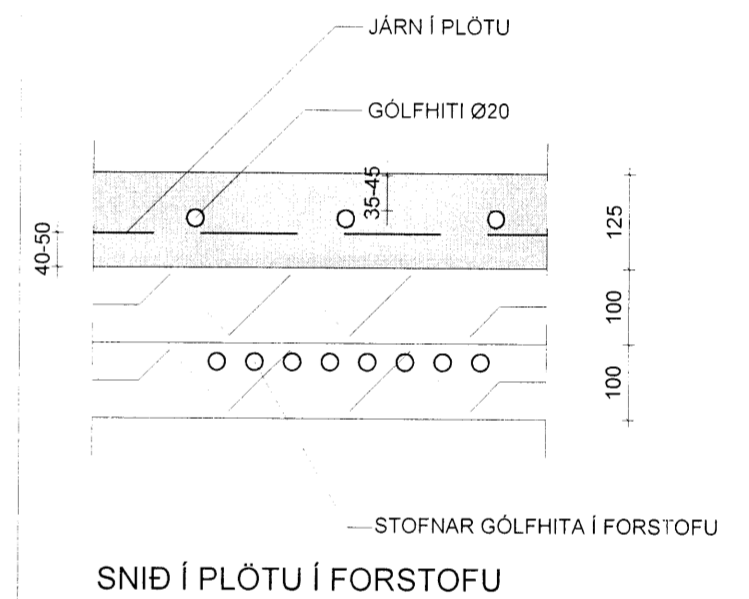 JÁRN Í PLÖTU
GÓLFHITI Ø20
35-45
40-50
125
100
100
STOFNAR GÓLFHITA Í FORSTOFU
SNIÐ Í PLÖTU Í FORSTOFU